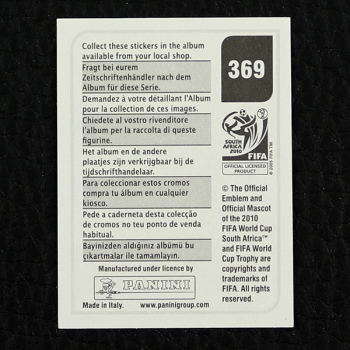 Collect these stickers in the album
available from your local shop.
Fragt bei eurem
Zeitschriftenhändler nach dem
Album für diese Serie.
Demandez à votre détaillant l'Album
pour la collection de ces images.
Chiedete al vostro rivenditore
l'album per la raccolta di queste
figurine.
Het album en de andere
plaatjes zijn verkrijgbaar bij de
tijdschrifthandelaar.
Para coleccionar estos cromos
compra tu álbum en cualquier
kiosco.
Pede a caderneta desta colecção
de cromos no teu ponto de venda
habitual.
Bayinizden aldığınız albümü bu
çıkartmalar ile tamamlayın.
Manufactured under licence by
PANINI
Made in Italy.
www.paninigroup.com
369
SOUTH AFRICA
2010
FIFA
OFFICIAL LICENSED
PRODUCT
© The Official
Emblem and
Official Mascot
of the 2010
FIFA World Cup
South Africa™
and FIFA World
Cup Trophy are
copyrights and
trademarks of
FIFA. All rights
reserved.